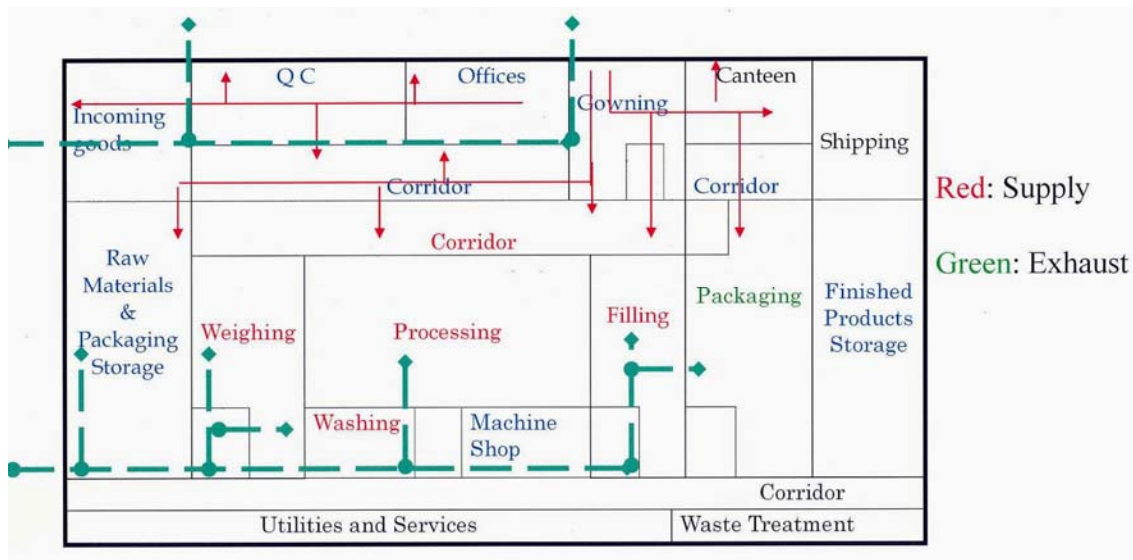 Q C
Offices
Canteen
Incoming
goods
Gowning
Shipping
Corridor
Corridor
Red: Supply
Corridor
Green: Exhaust
Raw
Materials
&
Packaging
Storage
Weighing
Processing
Filling
Packaging
Finished
Products
Storage
Washing
Machine
Shop
Corridor
Utilities and Services
Waste Treatment